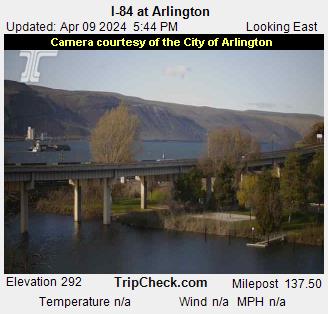 I-84 at Arlington
Updated: Apr 09 2024 5:44 PM Looking East
Camera courtesy of the City of Arlington
Elevation 292 TripCheck.com Milepost 137.50
Temperature n/a Wind n/a MPH n/a